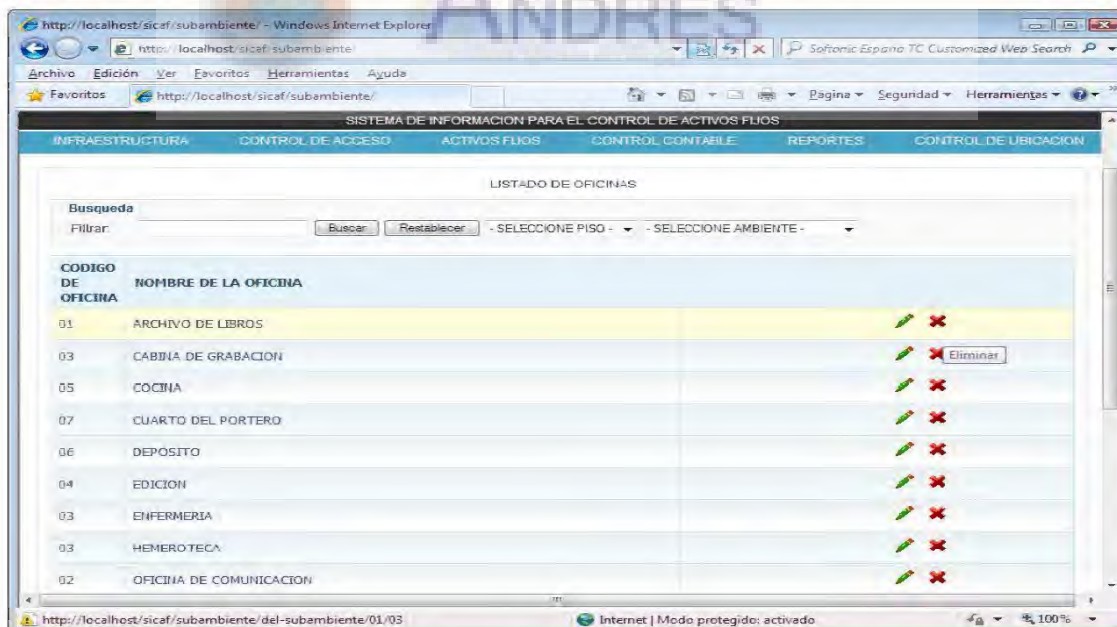 ANDRES
http://localhost/sicaf/subambiente/ - Windows Internet Explorer
http://localhost/sicaf/subambiente/
Softonic Espana TC Customized Web Search
Archivo Edición Ver Favoritos Herramientas Ayuda
Favoritos http://localhost/sicaf/subambiente/ Pagina Seguridad Herramientas
SISTEMA DE INFORMACION PARA EL CONTROL DE ACTIVOS FIJOS
INFRAESTRUCTURA CONTROL DE ACCESO ACTIVOS FIJOS CONTROL CONTABLE REPORTES CONTROL DE UBICACION
LISTADO DE OFICINAS
Busqueda
Filtrar: Buscar Restablecer - SELECCIONE PISO - - SELECCIONE AMBIENTE -
CODIGO DE OFICINA NOMBRE DE LA OFICINA
01 ARCHIVO DE LIBROS
03 CABINA DE GRABACION Eliminar
05 COCINA
07 CUARTO DEL PORTERO
06 DEPOSITO
04 EDICION
03 ENFERMERIA
03 HEMEROTECA
02 OFICINA DE COMUNICACION
http://localhost/sicaf/subambiente/del-subambiente/01/03 Internet | Modo protegido: activado 100%